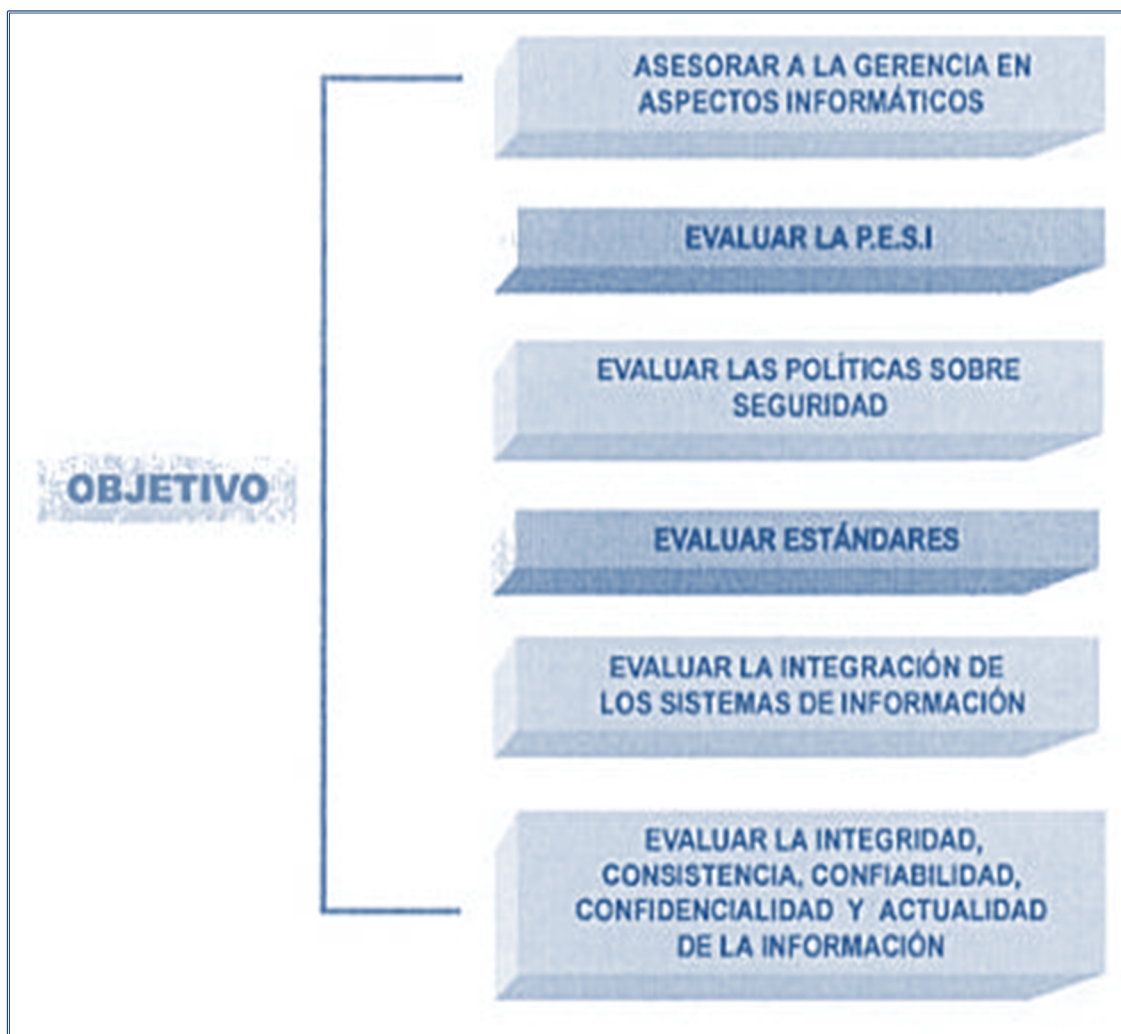 ASESORAR A LA GERENCIA EN
ASPECTOS INFORMÁTICOS
EVALUAR LA P.E.S.I
EVALUAR LAS POLÍTICAS SOBRE
SEGURIDAD
OBJETIVO
EVALUAR ESTÁNDARES
EVALUAR LA INTEGRACIÓN DE
LOS SISTEMAS DE INFORMACIÓN
EVALUAR LA INTEGRIDAD,
CONSISTENCIA, CONFIABILIDAD,
CONFIDENCIALIDAD Y ACTUALIDAD
DE LA INFORMACIÓN